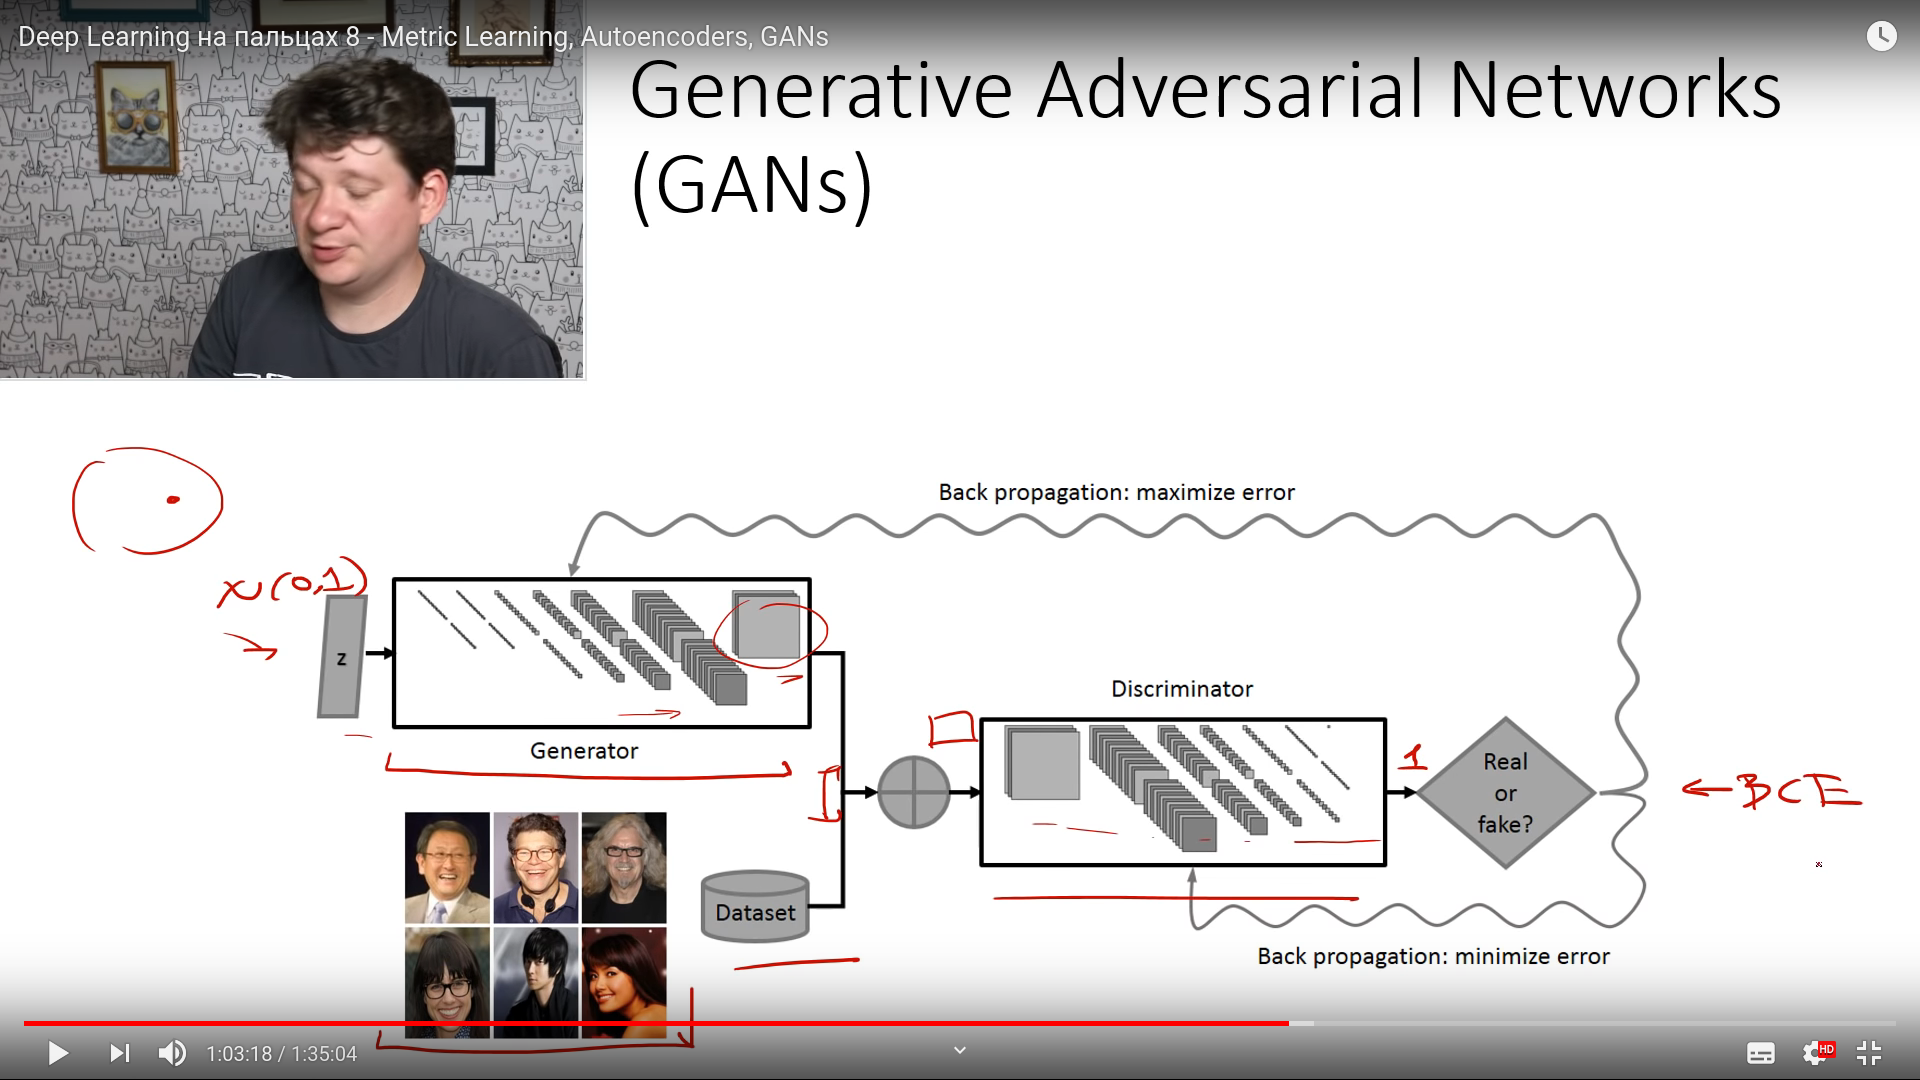 Deep Learning на пальцах 8 - Metric Learning, Autoencoders, GANs
Generative Adversarial Networks
(GANs)
Back propagation: maximize error
N(0,1)
z
Generator
Discriminator
1
Real
or
fake?
← BCE
Dataset
Back propagation: minimize error
1:03:18 / 1:35:04
HD